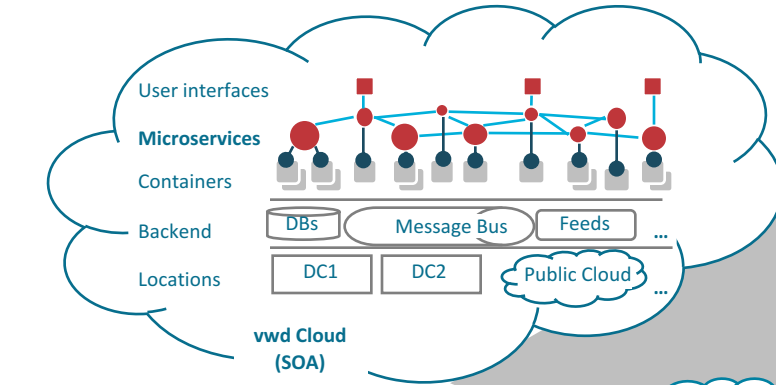 User interfaces
Microservices
Containers
Backend
DBs
Message Bus
Feeds
...
Locations
DC1
DC2
Public Cloud
...
vwd Cloud
(SOA)